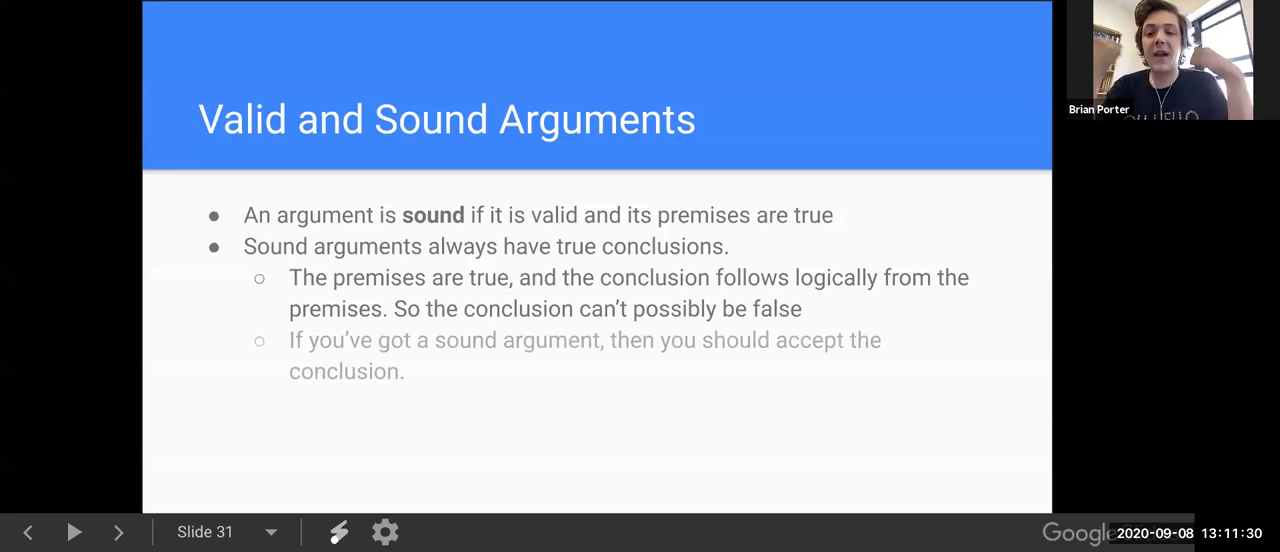 Valid and Sound Arguments
Brian Porter
● An argument is sound if it is valid and its premises are true
● Sound arguments always have true conclusions.
○ The premises are true, and the conclusion follows logically from the
premises. So the conclusion can’t possibly be false
○ If you’ve got a sound argument, then you should accept the
conclusion.
Slide 31
Google
2020-09-08 13:11:30